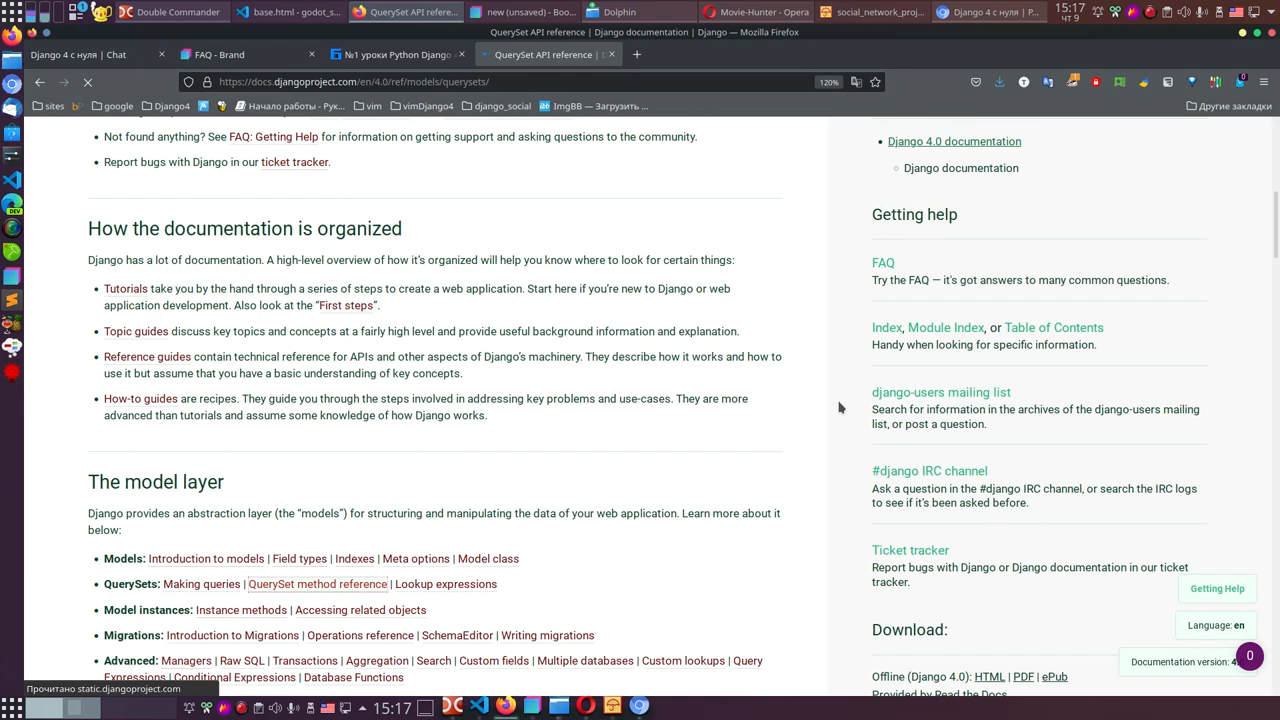 Double Commander
base.html - godot_s...
QuerySet API refere...
new (unsaved) - Boo...
Dolphin
Movie-Hunter - Opera
social_network_proj...
Django 4 с нуля | P...
15:17
ЧТ 9
QuerySet API reference | Django documentation | Django — Mozilla Firefox
Django 4 с нуля | Chat
FAQ - Brand
№1 уроки Python Django
QuerySet API reference | D
https://docs.djangoproject.com/en/4.0/ref/models/querysets/
120%
sites
google
Django4
Начало работы - Рук...
vim
vimDjango4
django_social
ImgBB — Загрузить ...
Другие закладки
Not found anything? See FAQ: Getting Help for information on getting support and asking questions to the community.
Report bugs with Django in our ticket tracker.
How the documentation is organized
Django has a lot of documentation. A high-level overview of how it's organized will help you know where to look for certain things:
Tutorials take you by the hand through a series of steps to create a web application. Start here if you're new to Django or web
application development. Also look at the “First steps”.
Topic guides discuss key topics and concepts at a fairly high level and provide useful background information and explanation.
Reference guides contain technical reference for APIs and other aspects of Django's machinery. They describe how it works and how to
use it but assume that you have a basic understanding of key concepts.
How-to guides are recipes. They guide you through the steps involved in addressing key problems and use-cases. They are more
advanced than tutorials and assume some knowledge of how Django works.
The model layer
Django provides an abstraction layer (the “models”) for structuring and manipulating the data of your web application. Learn more about it
below:
Models: Introduction to models | Field types | Indexes | Meta options | Model class
QuerySets: Making queries | QuerySet method reference | Lookup expressions
Model instances: Instance methods | Accessing related objects
Migrations: Introduction to Migrations | Operations reference | SchemaEditor | Writing migrations
Advanced: Managers | Raw SQL | Transactions | Aggregation | Search | Custom fields | Multiple databases | Custom lookups | Query
Expressions | Conditional Expressions | Database Functions
Django 4.0 documentation
Django documentation
Getting help
FAQ
Try the FAQ — it's got answers to many common questions.
Index, Module Index, or Table of Contents
Handy when looking for specific information.
django-users mailing list
Search for information in the archives of the django-users mailing
list, or post a question.
#django IRC channel
Ask a question in the #django IRC channel, or search the IRC logs
to see if it's been asked before.
Ticket tracker
Report bugs with Django or Django documentation in our ticket
tracker.
Getting Help
Language: en
Download:
Documentation version: 4
0
Offline (Django 4.0): HTML | PDF | ePub
Provided by Read the Docs
Прочитано static.djangoproject.com
15:17
DEV